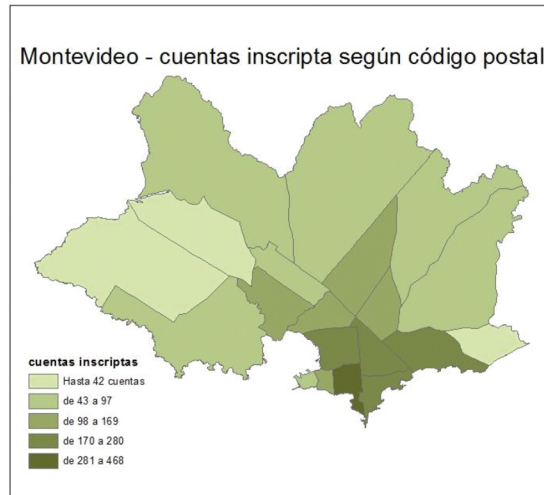 Montevideo - cuentas inscripta según código postal
cuentas inscriptas
Hasta 42 cuentas
de 43 a 97
de 98 a 169
de 170 a 280
de 281 a 468